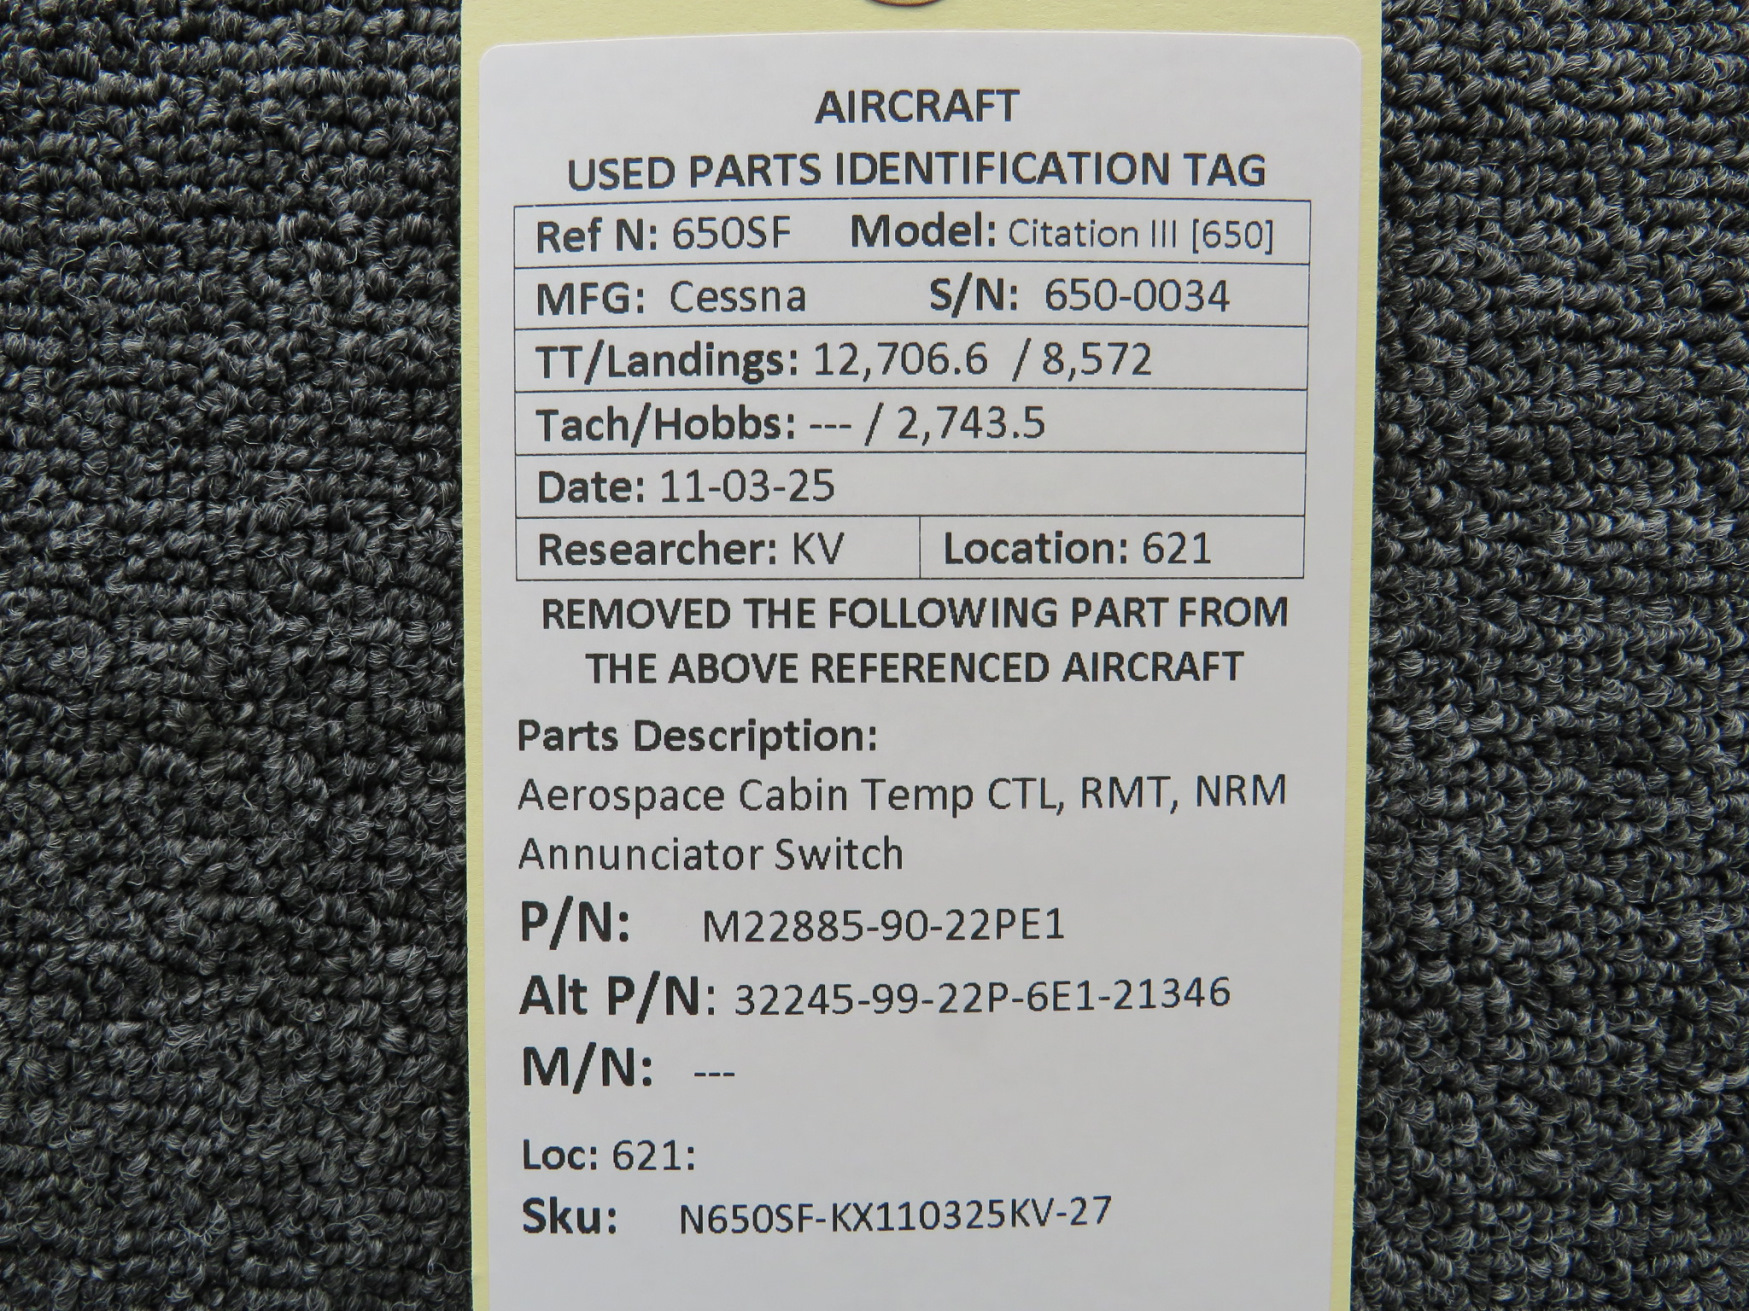 AIRCRAFT
USED PARTS IDENTIFICATION TAG
Ref N: 650SF Model: Citation III [650]
MFG: Cessna S/N: 650-0034
TT/Landings: 12,706.6 / 8,572
Tach/Hobbs: --- / 2,743.5
Date: 11-03-25
Researcher: KV Location: 621
REMOVED THE FOLLOWING PART FROM
THE ABOVE REFERENCED AIRCRAFT
Parts Description:
Aerospace Cabin Temp CTL, RMT, NRM
Annunciator Switch
P/N: M22885-90-22PE1
Alt P/N: 32245-99-22P-6E1-21346
M/N: ---
Loc: 621:
Sku: N650SF-KX110325KV-27